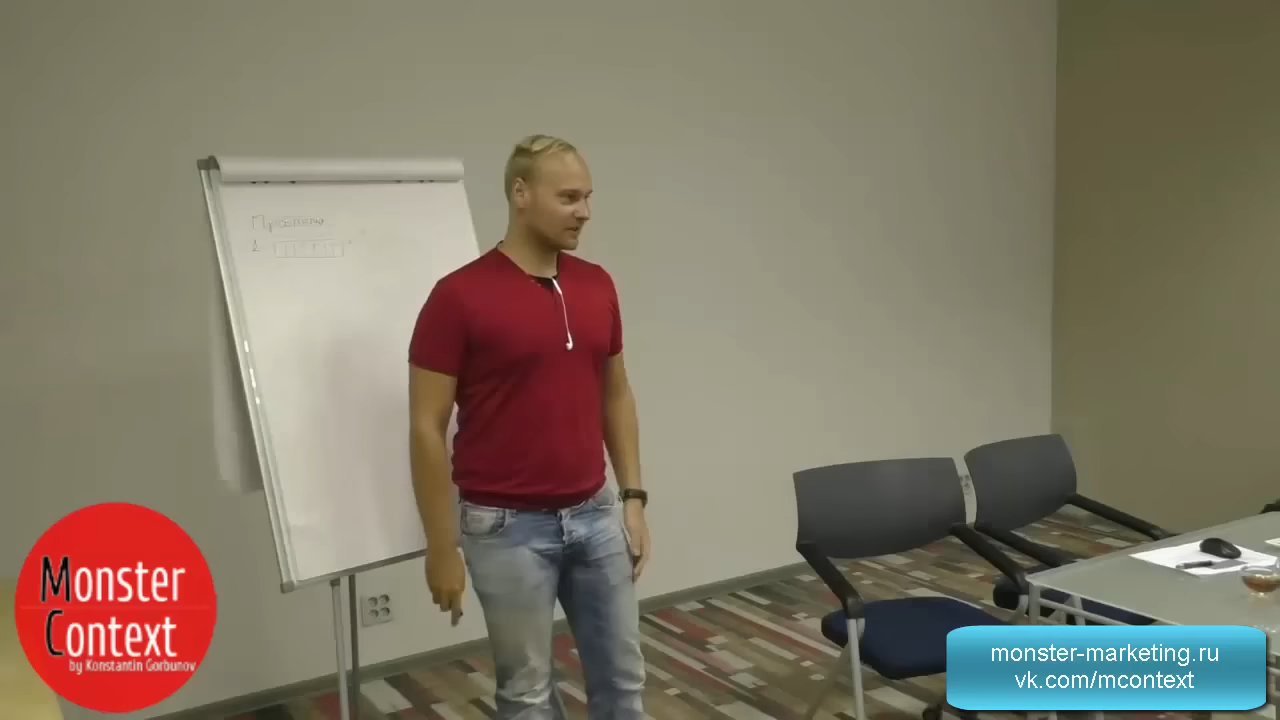 Monster
Context
by Konstantin Gorbunov
monster-marketing.ru
vk.com/mcontext